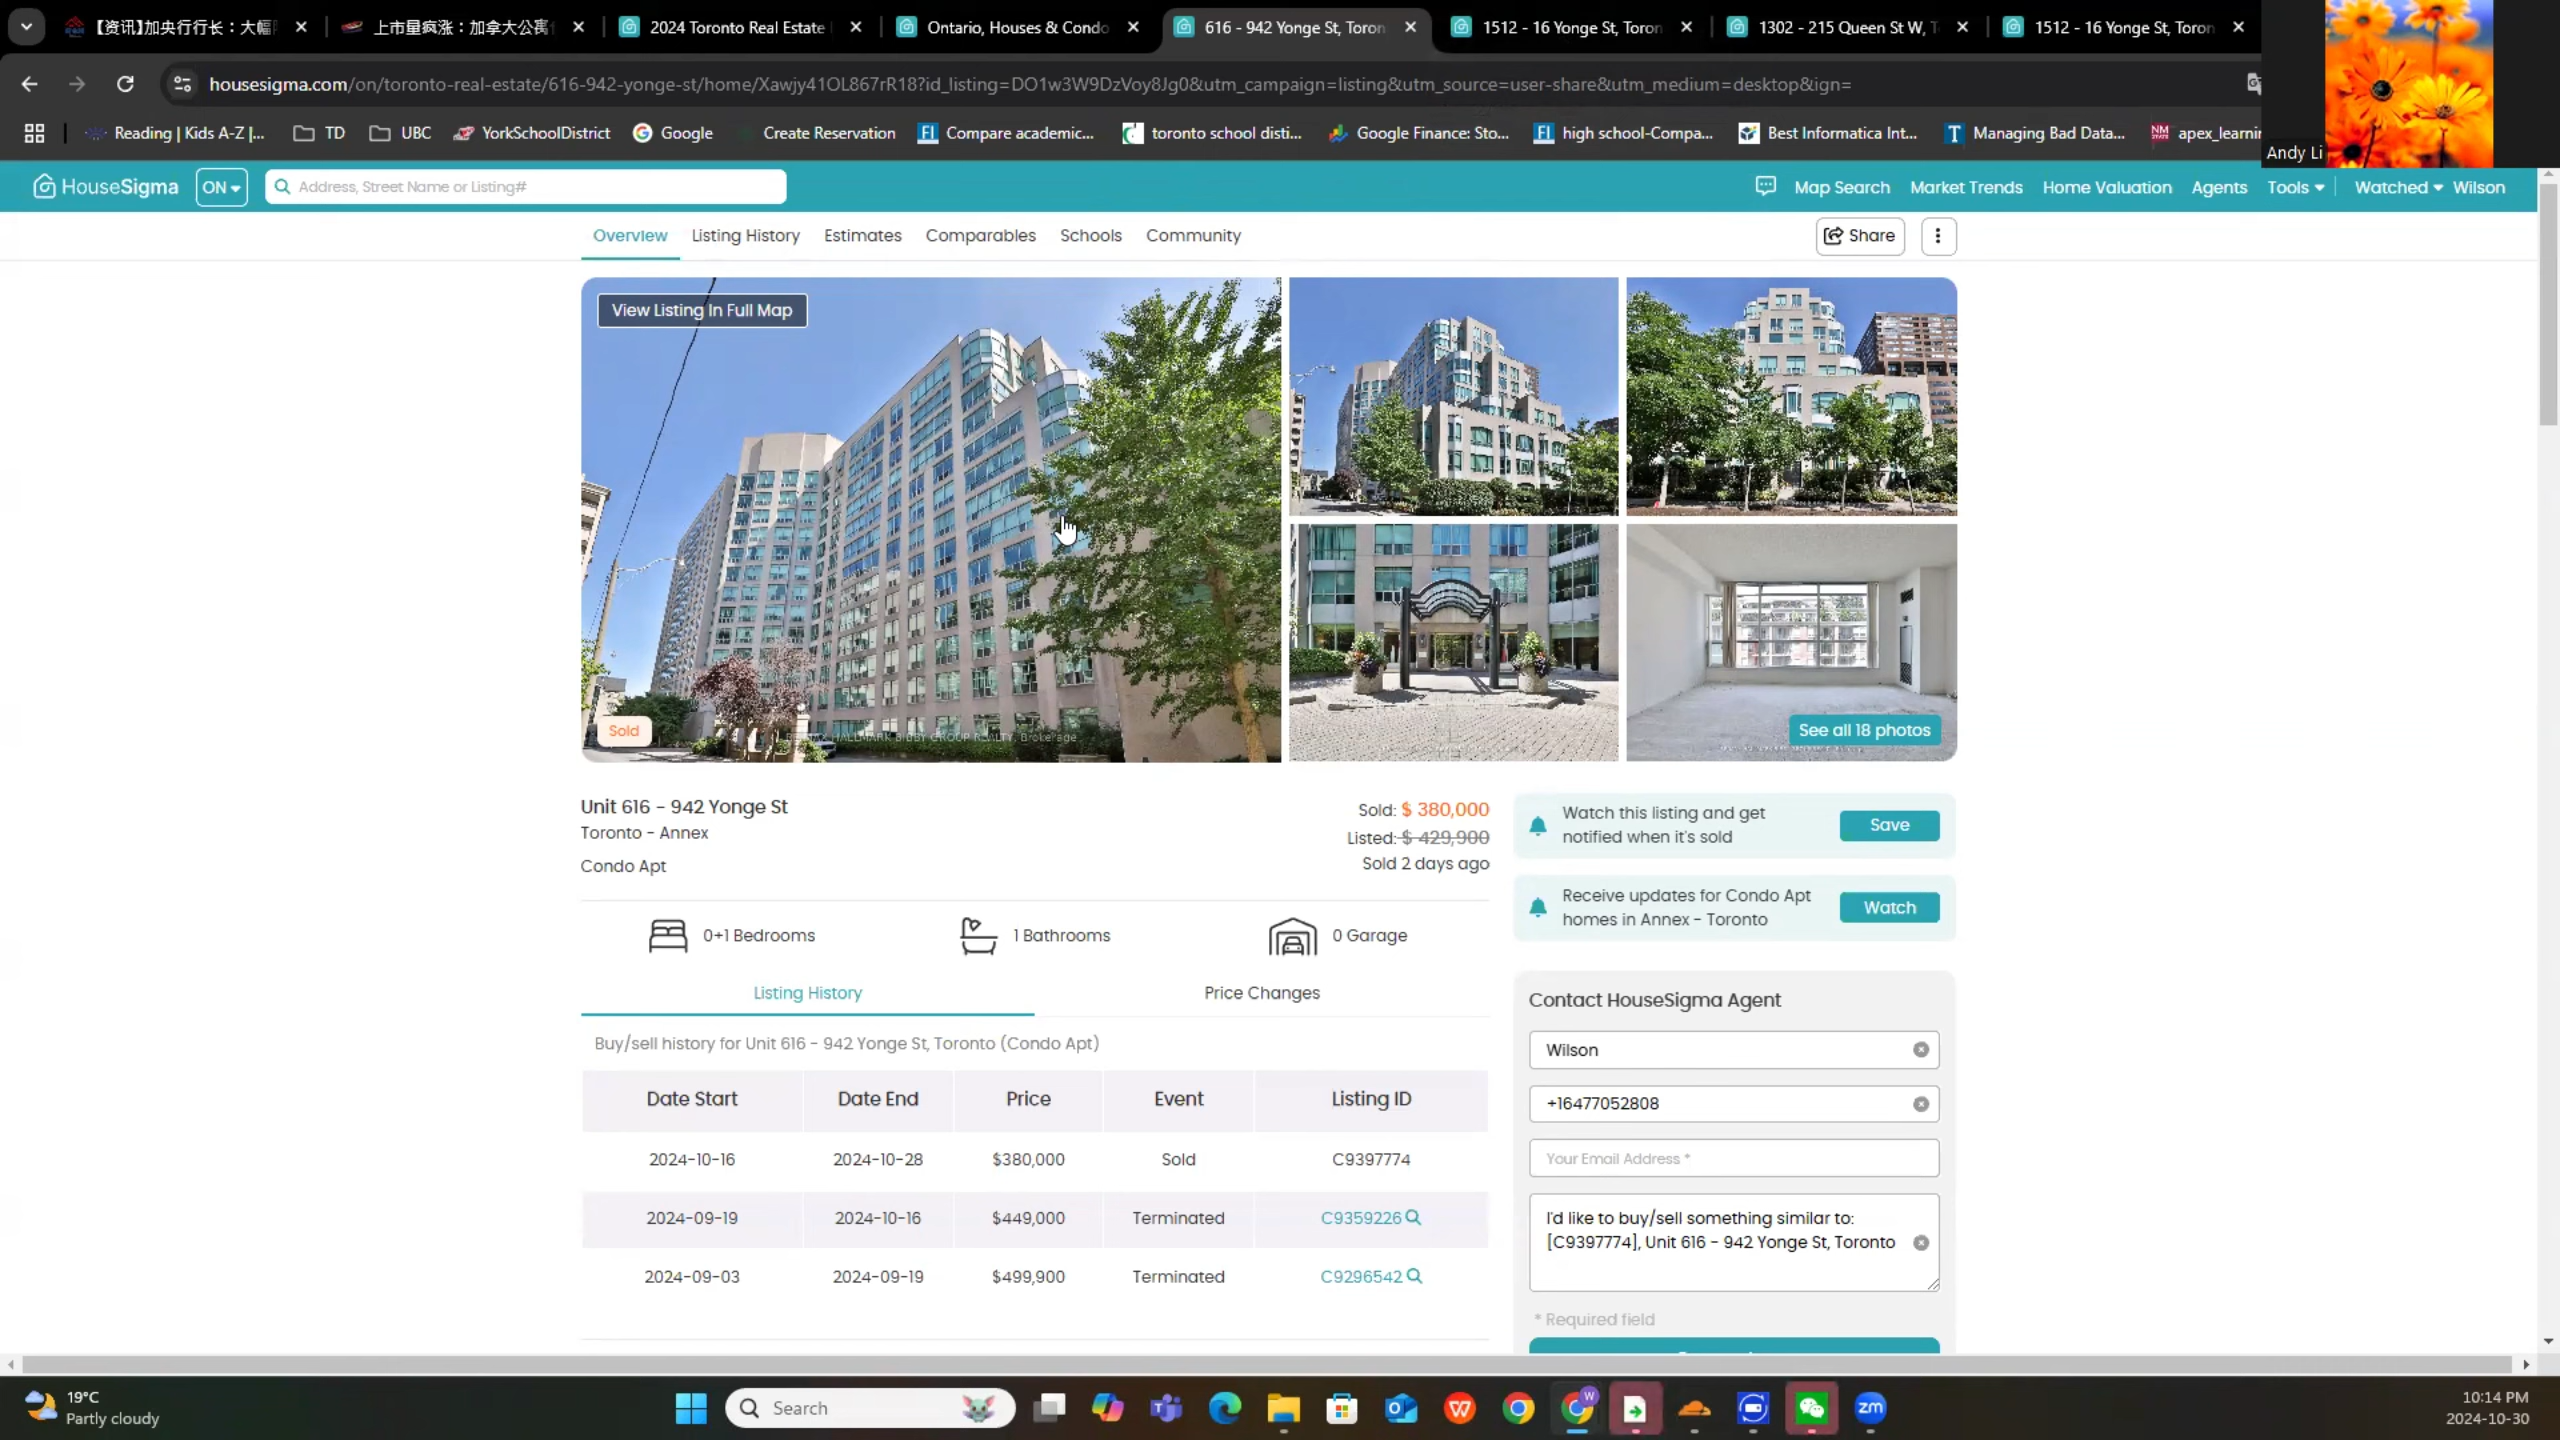 【资讯】加央行行长：大幅
上市量疯涨：加拿大公寓
2024 Toronto Real Estate
Ontario, Houses & Condo
616 - 942 Yonge St, Toron
1512 - 16 Yonge St, Toron
1302 - 215 Queen St W, T
1512 - 16 Yonge St, Toron
housesigma.com/on/toronto-real-estate/616-942-yonge-st/home/Xawjy41OL867rR18?id_listing=DO1w3W9DzVoy8Jg0&utm_campaign=listing&utm_source=user-share&utm_medium=desktop&ign=
Reading | Kids A-Z |...
TD
UBC
YorkSchoolDistrict
Google
Create Reservation
Compare academic...
toronto school disti...
Google Finance: Sto...
high school-Compa...
Best Informatica Int...
Managing Bad Data...
apex_learni
Andy Li
HouseSigma
ON
Address, Street Name or Listing#
Map Search
Market Trends
Home Valuation
Agents
Tools
Watched
Wilson
Overview
Listing History
Estimates
Comparables
Schools
Community
Share
View Listing In Full Map
Sold
See all 18 photos
Unit 616 - 942 Yonge St
Toronto - Annex
Condo Apt
Sold: $ 380,000
Listed: $ 429,900
Sold 2 days ago
0+1 Bedrooms
1 Bathrooms
0 Garage
Listing History
Price Changes
Buy/sell history for Unit 616 - 942 Yonge St, Toronto (Condo Apt)
Date Start Date End Price Event Listing ID
2024-10-16 2024-10-28 $380,000 Sold C9397774
2024-09-19 2024-10-16 $449,000 Terminated C9359226
2024-09-03 2024-09-19 $499,900 Terminated C9296542
Watch this listing and get
notified when it's sold
Save
Receive updates for Condo Apt
homes in Annex - Toronto
Watch
Contact HouseSigma Agent
Wilson
+16477052808
Your Email Address *
I'd like to buy/sell something similar to:
[C9397774], Unit 616 - 942 Yonge St, Toronto
* Required field
19°C
Partly cloudy
Search
zm
10:14 PM
2024-10-30